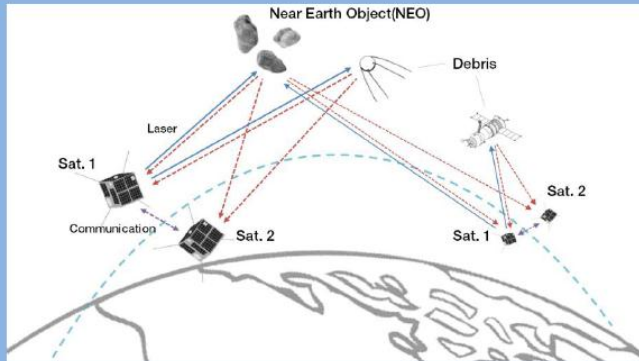 Near Earth Object(NEO)
Debris
Laser
Sat. 1
Communication
Sat. 2
Sat. 2
Sat. 1